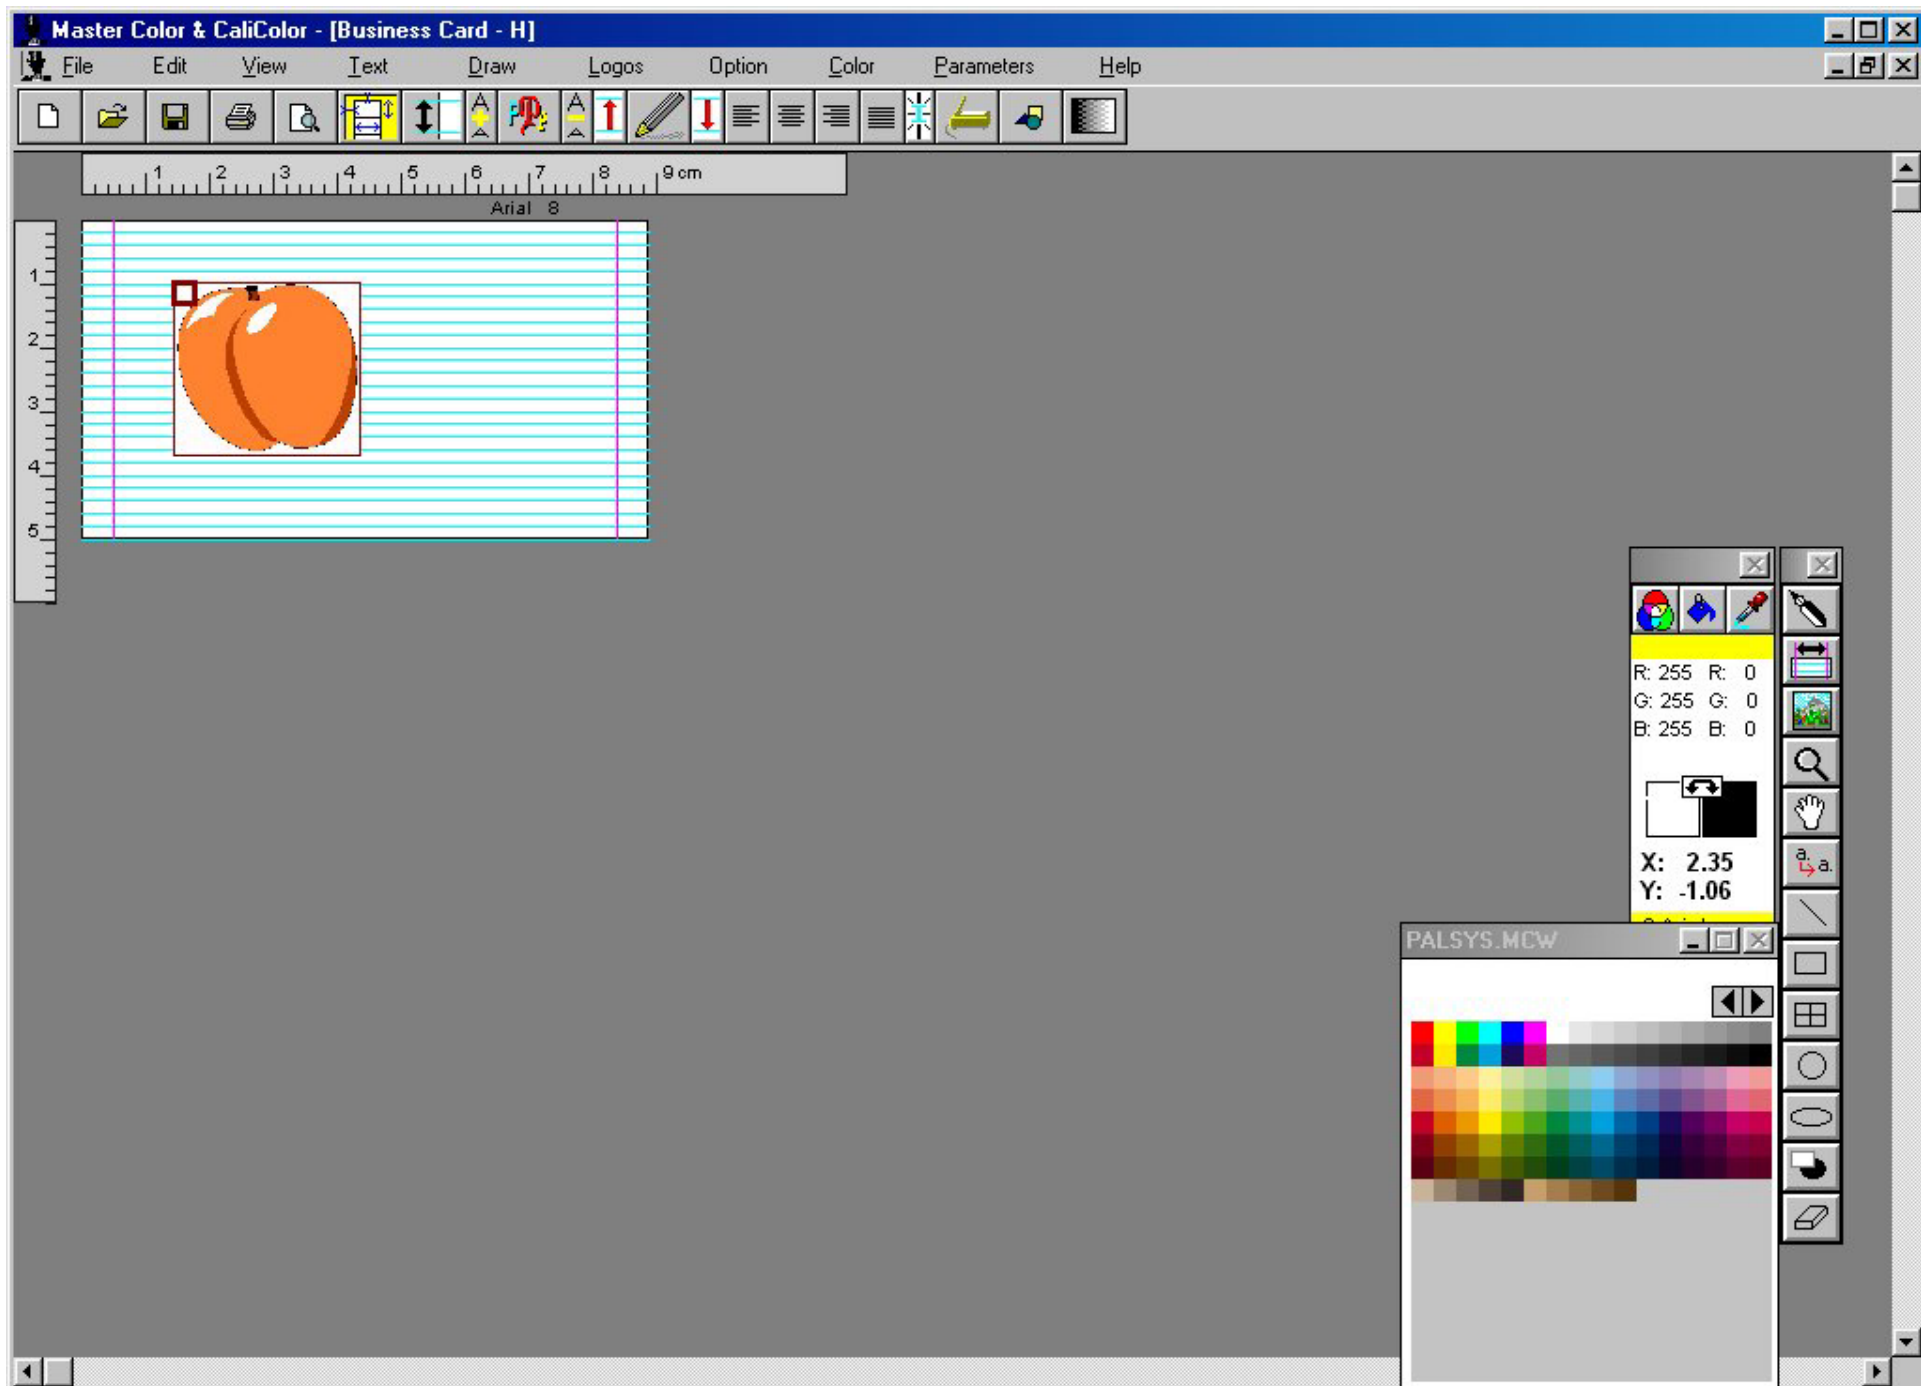 Master Color & CaliColor - [Business Card - H]
File Edit View Text Draw Logos Option Color Parameters Help
1 2 3 4 5 6 7 8 9 cm
Arial 8
1
2
3
4
5
R: 255 R: 0
G: 255 G: 0
B: 255 B: 0
a. a.
X: 2.35
Y: -1.06
PALSYS.MCW